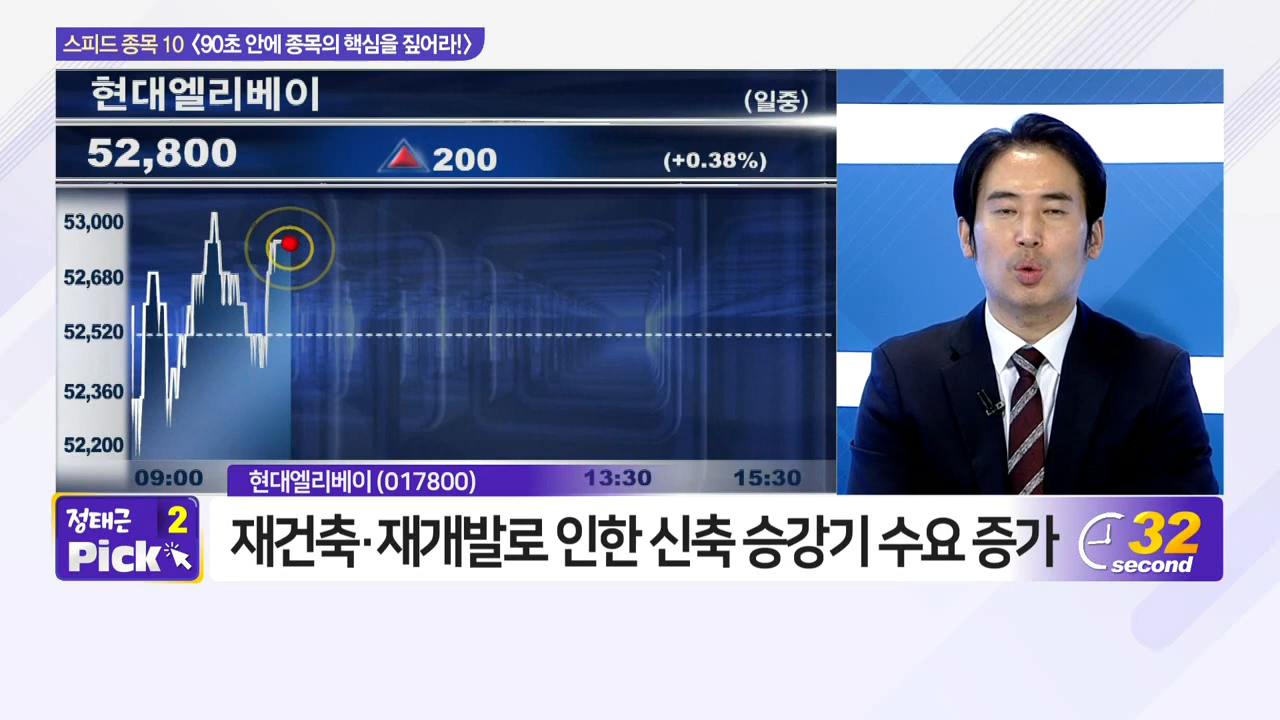 스피드 종목 10 <90초 안에 종목의 핵심을 짚어라!>
현대엘리베이
(일중)
52,800
200
(+0.38%)
53,000
52,680
52,520
52,360
52,200
09:00
13:30
15:30
현대엘리베이 (017800)
정태근 2
Pick
재건축·재개발로 인한 신축 승강기 수요 증가
32
second